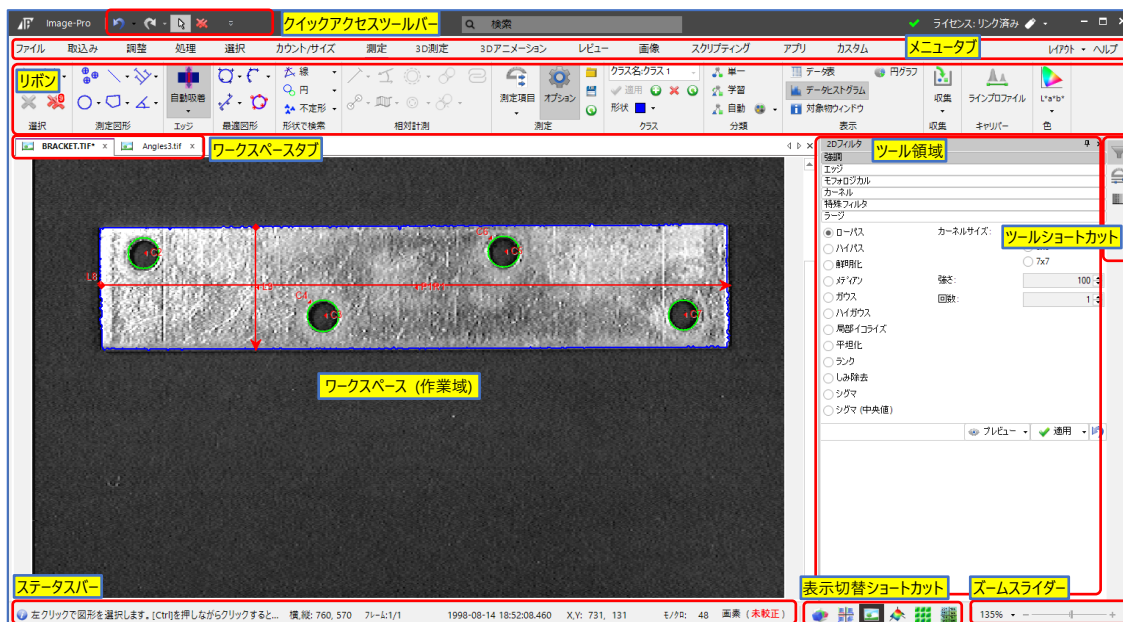 Image-Pro
クイックアクセスツールバー
検索
ライセンス: リンク済み
ファイル 取込み 調整 処理 選択 カウント/サイズ 測定 3D測定 3Dアニメーション レビュー 画像 スクリプティング アプリ カスタム
メニュータブ
レイアウト ヘルプ
リボン
自動吸着
線
円
不定形
測定項目
オプション
クラス名:クラス 1
適用
形状
単一
学習
自動
データ表
円グラフ
データヒストグラム
対象物ウィンドウ
収集
ラインプロファイル
L*a*b*
選択 測定図形 エッジ 最適図形 形状で検索 相対計測 測定 クラス 分類 表示 収集 キャリパー 色
BRACKET.TIF* x
Angles3.tif x
ワークスペースタブ
2Dフィルタ
ツール領域
強調
エッジ
モフォロジカル
カーネル
特殊フィルタ
ラージ
ローパス
カーネルサイズ:
ツールショートカット
ハイパス
鮮明化
7x7
メディアン
強さ:
100
ガウス
回数:
1
ハイガウス
局部イコライズ
平坦化
ランク
しみ除去
シグマ
シグマ (中央値)
プレビュー
適用
L8
C4
C7
ワークスペース (作業域)
ステータスバー
表示切替ショートカット
ズームスライダー
左クリックで図形を選択します。[Ctrl]を押しながらクリックすると...
横,縦: 760, 570
フレーム:1/1
1998-08-14 18:52:08.460
X,Y: 731, 131
モノクロ: 48
画素 (未較正)
135%